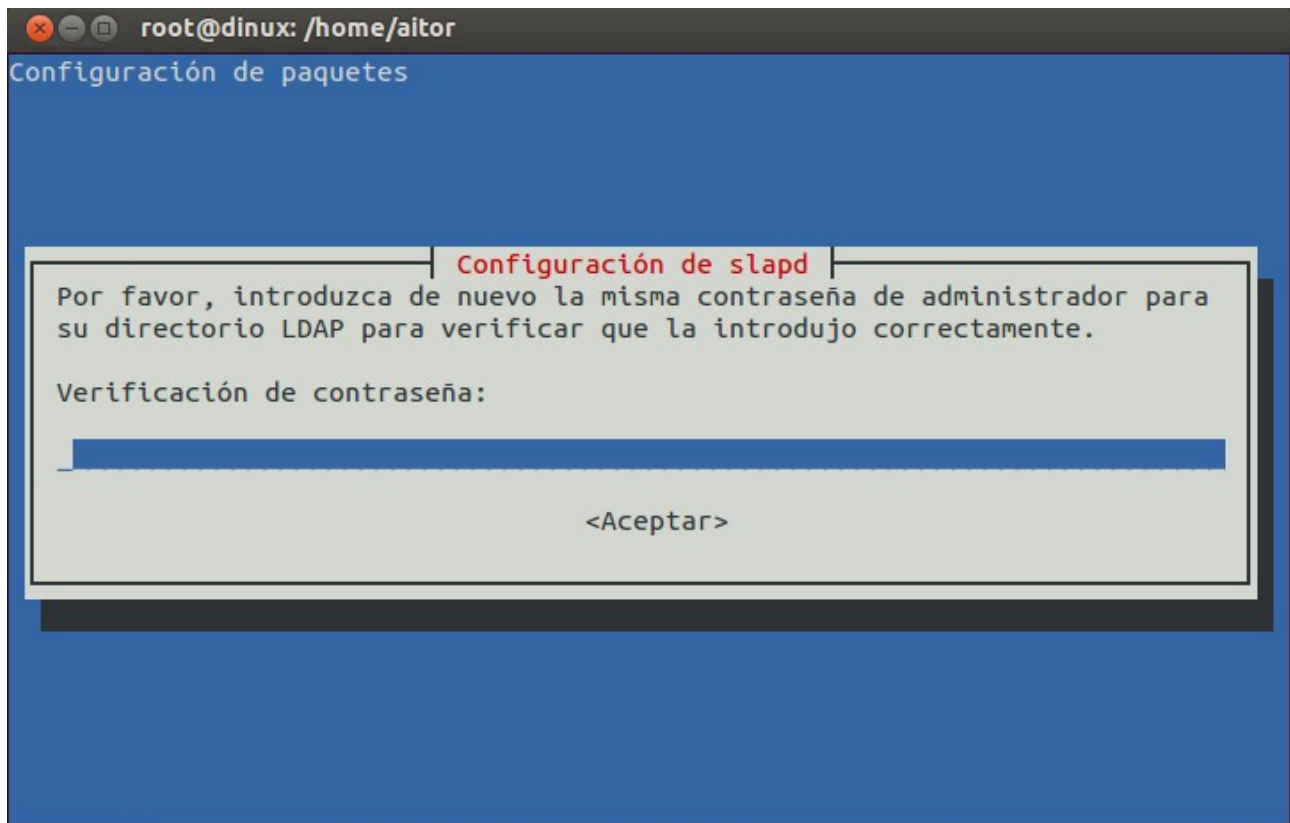 root@dinux: /home/aitor
Configuración de paquetes
Configuración de slapd
Por favor, introduzca de nuevo la misma contraseña de administrador para
su directorio LDAP para verificar que la introdujo correctamente.
Verificación de contraseña:
<Aceptar>